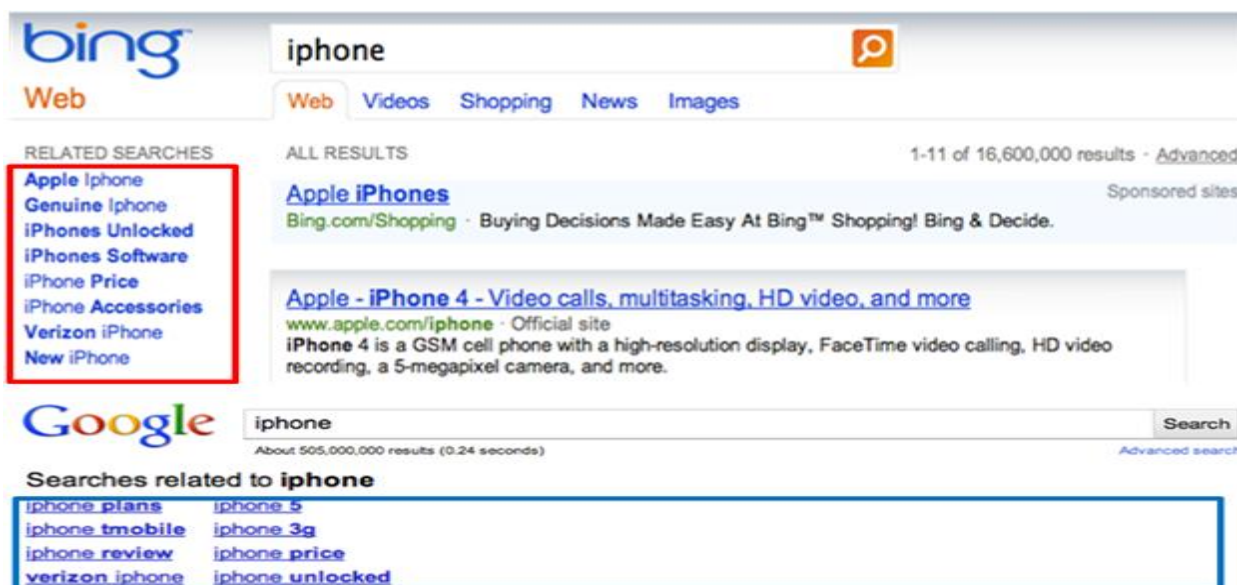 bing™
iphone
Web
Web Videos Shopping News Images
RELATED SEARCHES
Apple Iphone
Genuine Iphone
iPhones Unlocked
iPhones Software
iPhone Price
iPhone Accessories
Verizon iPhone
New iPhone
ALL RESULTS
1-11 of 16,600,000 results · Advanced
Apple iPhones
Sponsored sites
Bing.com/Shopping · Buying Decisions Made Easy At Bing™ Shopping! Bing & Decide.
Apple - iPhone 4 - Video calls, multitasking, HD video, and more
www.apple.com/iphone · Official site
iPhone 4 is a GSM cell phone with a high-resolution display, FaceTime video calling, HD video
recording, a 5-megapixel camera, and more.
Google
iphone
Search
About 505,000,000 results (0.24 seconds)
Advanced search
Searches related to iphone
iphone plans iphone 5
iphone tmobile iphone 3g
iphone review iphone price
verizon iphone iphone unlocked